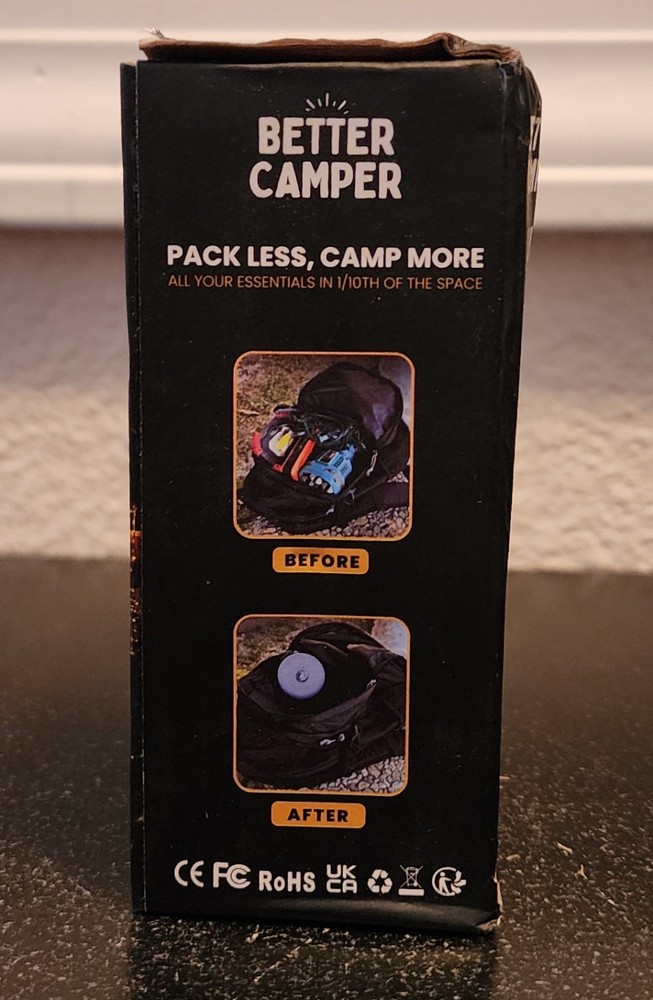 BETTER
CAMPER
PACK LESS, CAMP MORE
ALL YOUR ESSENTIALS IN 1/10TH OF THE SPACE
BEFORE
AFTER
CE FC RoHS UK
CA